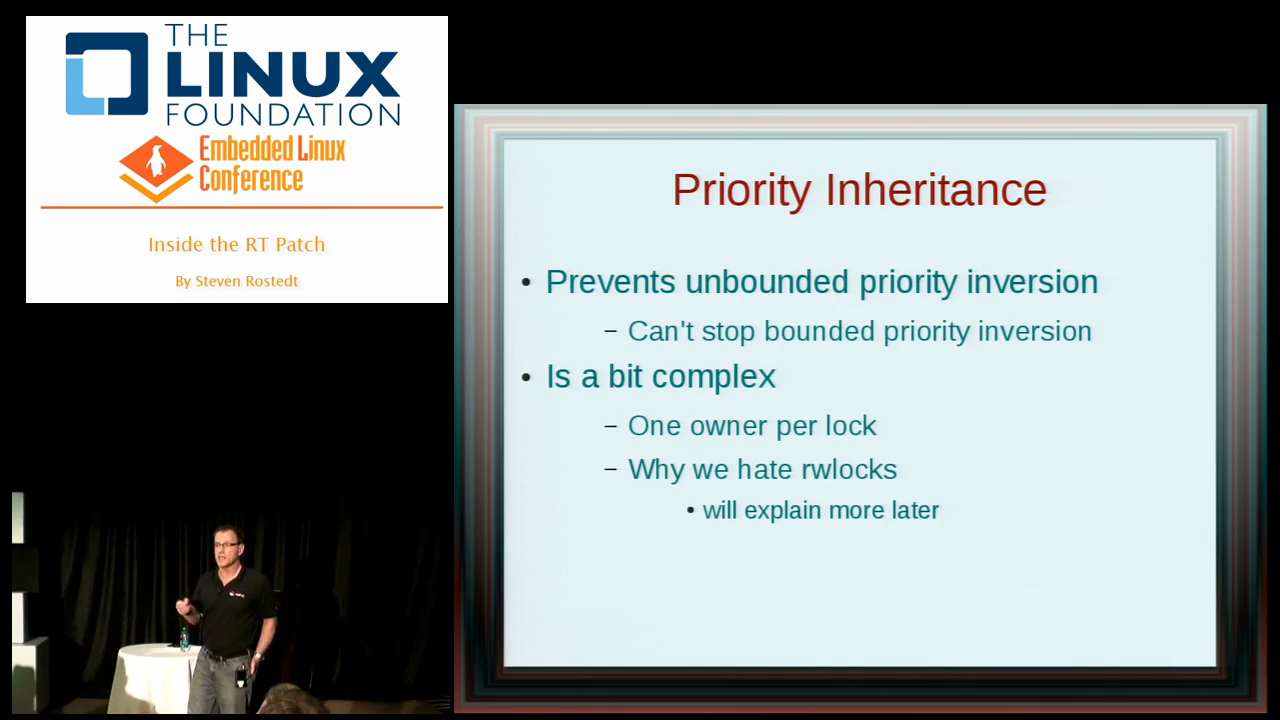 THE
LINUX
FOUNDATION
Embedded Linux
Conference
Inside the RT Patch
By Steven Rostedt
Priority Inheritance
• Prevents unbounded priority inversion
– Can't stop bounded priority inversion
• Is a bit complex
– One owner per lock
– Why we hate rwlocks
• will explain more later